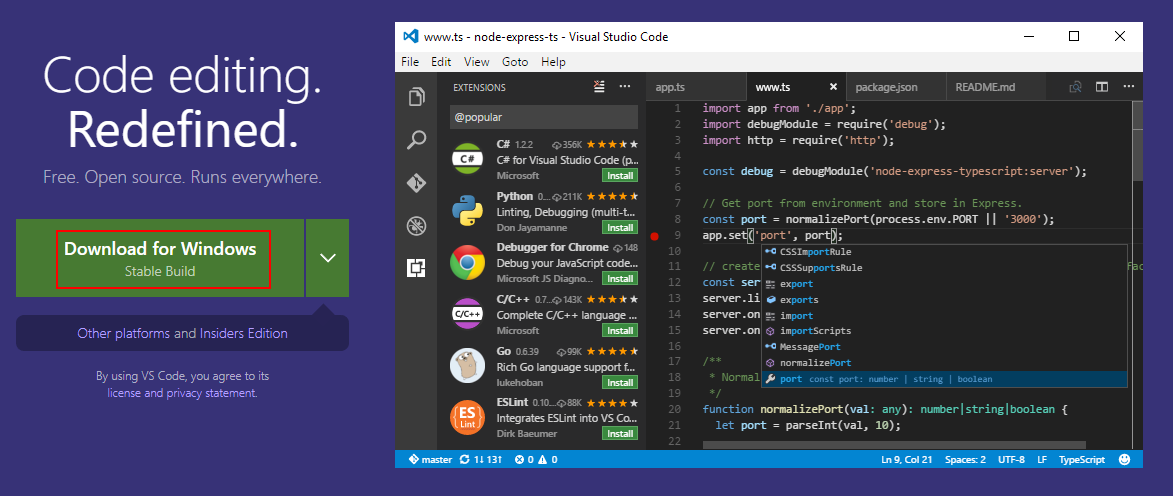 Code editing.
Redefined.
Free. Open source. Runs everywhere.
Download for Windows
Stable Build
Other platforms and Insiders Edition
By using VS Code, you agree to its
license and privacy statement.
www.ts - node-express-ts - Visual Studio Code
File Edit View Goto Help
EXTENSIONS
@popular
C# 1.2.2 356K
C# for Visual Studio Code (p...
Microsoft Install
Python 0.... 211K
Linting, Debugging (multi-t...
Don Jayamanne Install
Debugger for Chrome 148
Debug your JavaScript code...
Microsoft JS Diagno... Install
C/C++ 0.7... 143K
Complete C/C++ language ...
Microsoft Install
Go 0.6.39 99K
Rich Go language support f...
lukehoban Install
ESLint 0.10.... 88K
Integrates ESLint into VS Co...
Dirk Baeumer Install
C#
C/C++
ES
Lint
app.ts www.ts package.json README.md
1 import app from './app';
2 import debugModule = require('debug');
3 import http = require('http');
4
5 const debug = debugModule('node-express-typescript:server');
6
7 // Get port from environment and store in Express.
8 const port = normalizePort(process.env.PORT || '3000');
9 app.set('port', port);
10
11 // create
12 const ser
13 server.li
14 server.on
15 server.on
16
17 /**
18 * Normal
19 */
20 function normalizePort(val: any): number|string|boolean {
21 let port = parseInt(val, 10);
22
CSSImportRule
CSSSupportsRule
export
exports
import
importScripts
MessagePort
normalizePort
port const port: number | string | boolean
master 1↓ 13↑ 0 0
Ln 9, Col 21 Spaces: 2 UTF-8 LF TypeScript